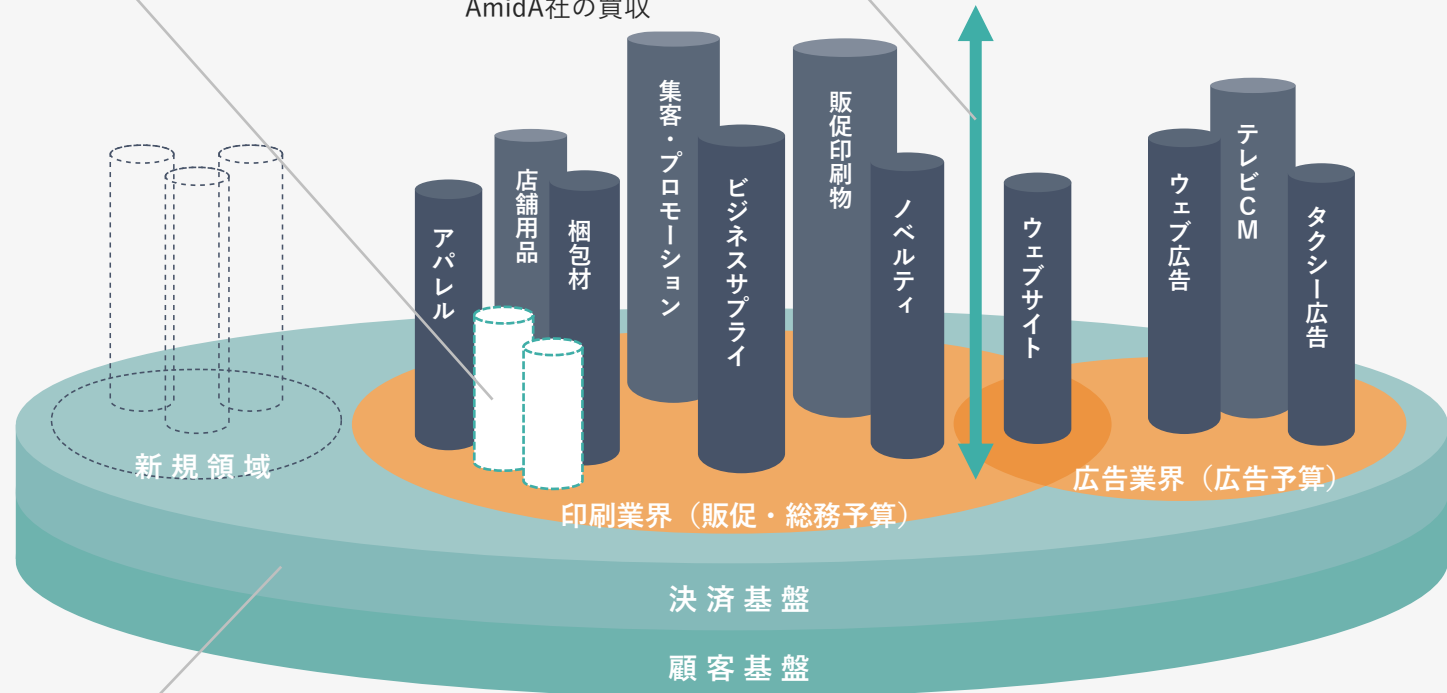 AmidA社の買収
アパレル
店舗用品
梱包材
集客・プロモーション
ビジネスサプライ
販促印刷物
ノベルティ
ウェブサイト
ウェブ広告
テレビCM
タクシー広告
新規領域
印刷業界（販促・総務予算）
広告業界（広告予算）
決済基盤
顧客基盤